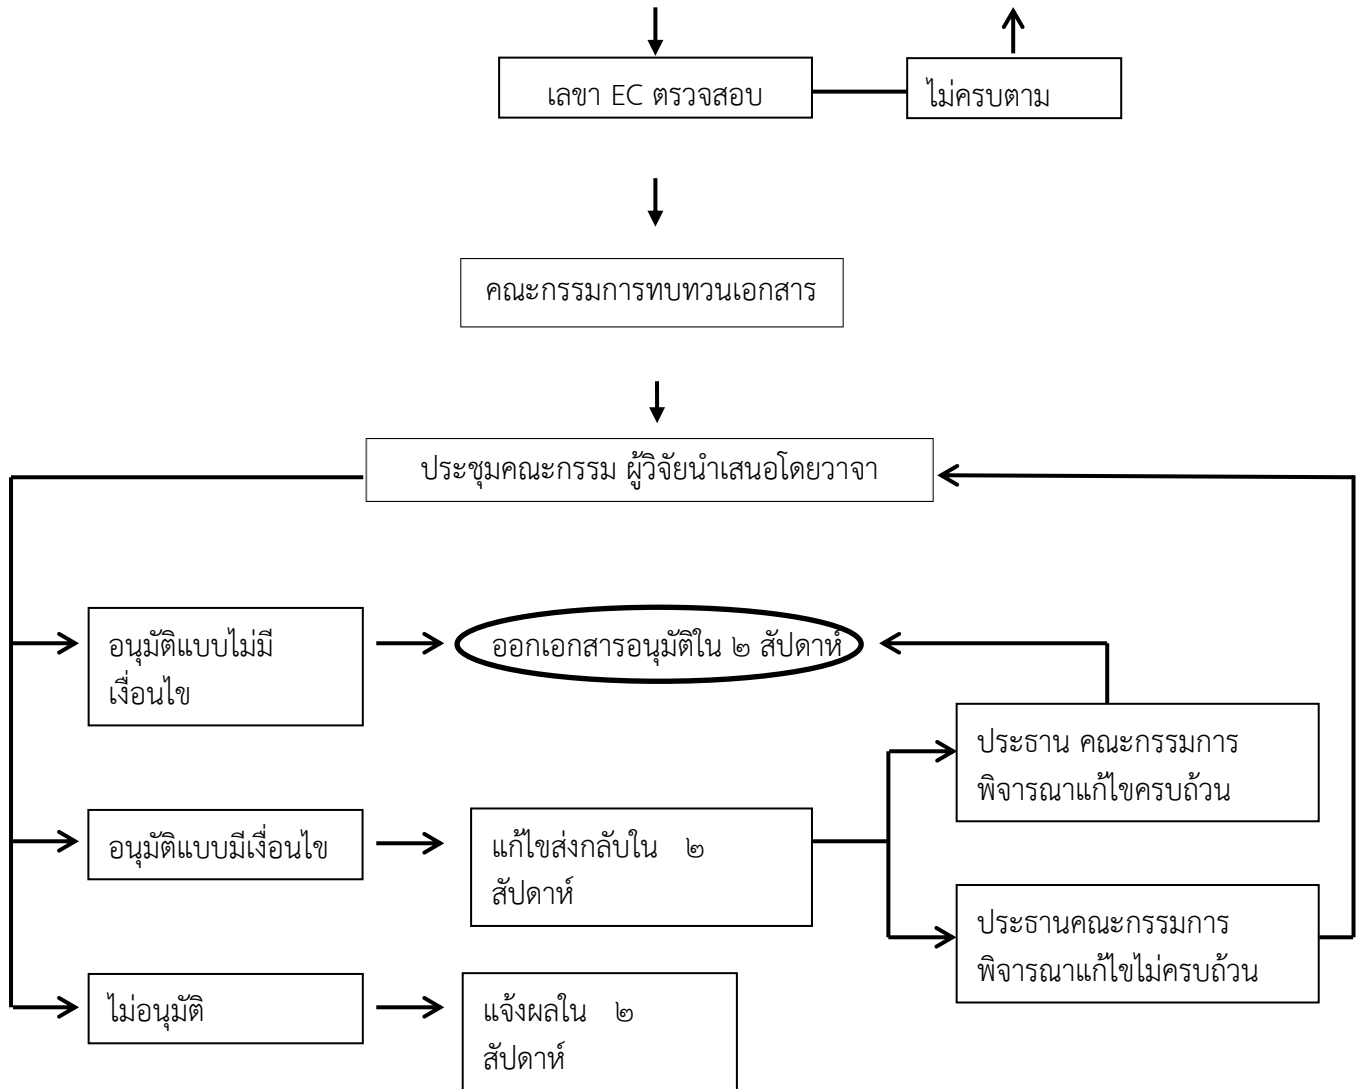 เลขา EC ตรวจสอบ
ไม่ครบตาม
คณะกรรมการทบทวนเอกสาร
ประชุมคณะกรรม ผู้วิจัยนำเสนอโดยวาจา
อนุมัติแบบไม่มี
เงื่อนไข
ออกเอกสารอนุมัติใน ๒ สัปดาห์
ประธาน คณะกรรมการ
พิจารณาแก้ไขครบถ้วน
อนุมัติแบบมีเงื่อนไข
แก้ไขส่งกลับใน ๒
สัปดาห์
ประธานคณะกรรมการ
พิจารณาแก้ไขไม่ครบถ้วน
ไม่อนุมัติ
แจ้งผลใน ๒
สัปดาห์